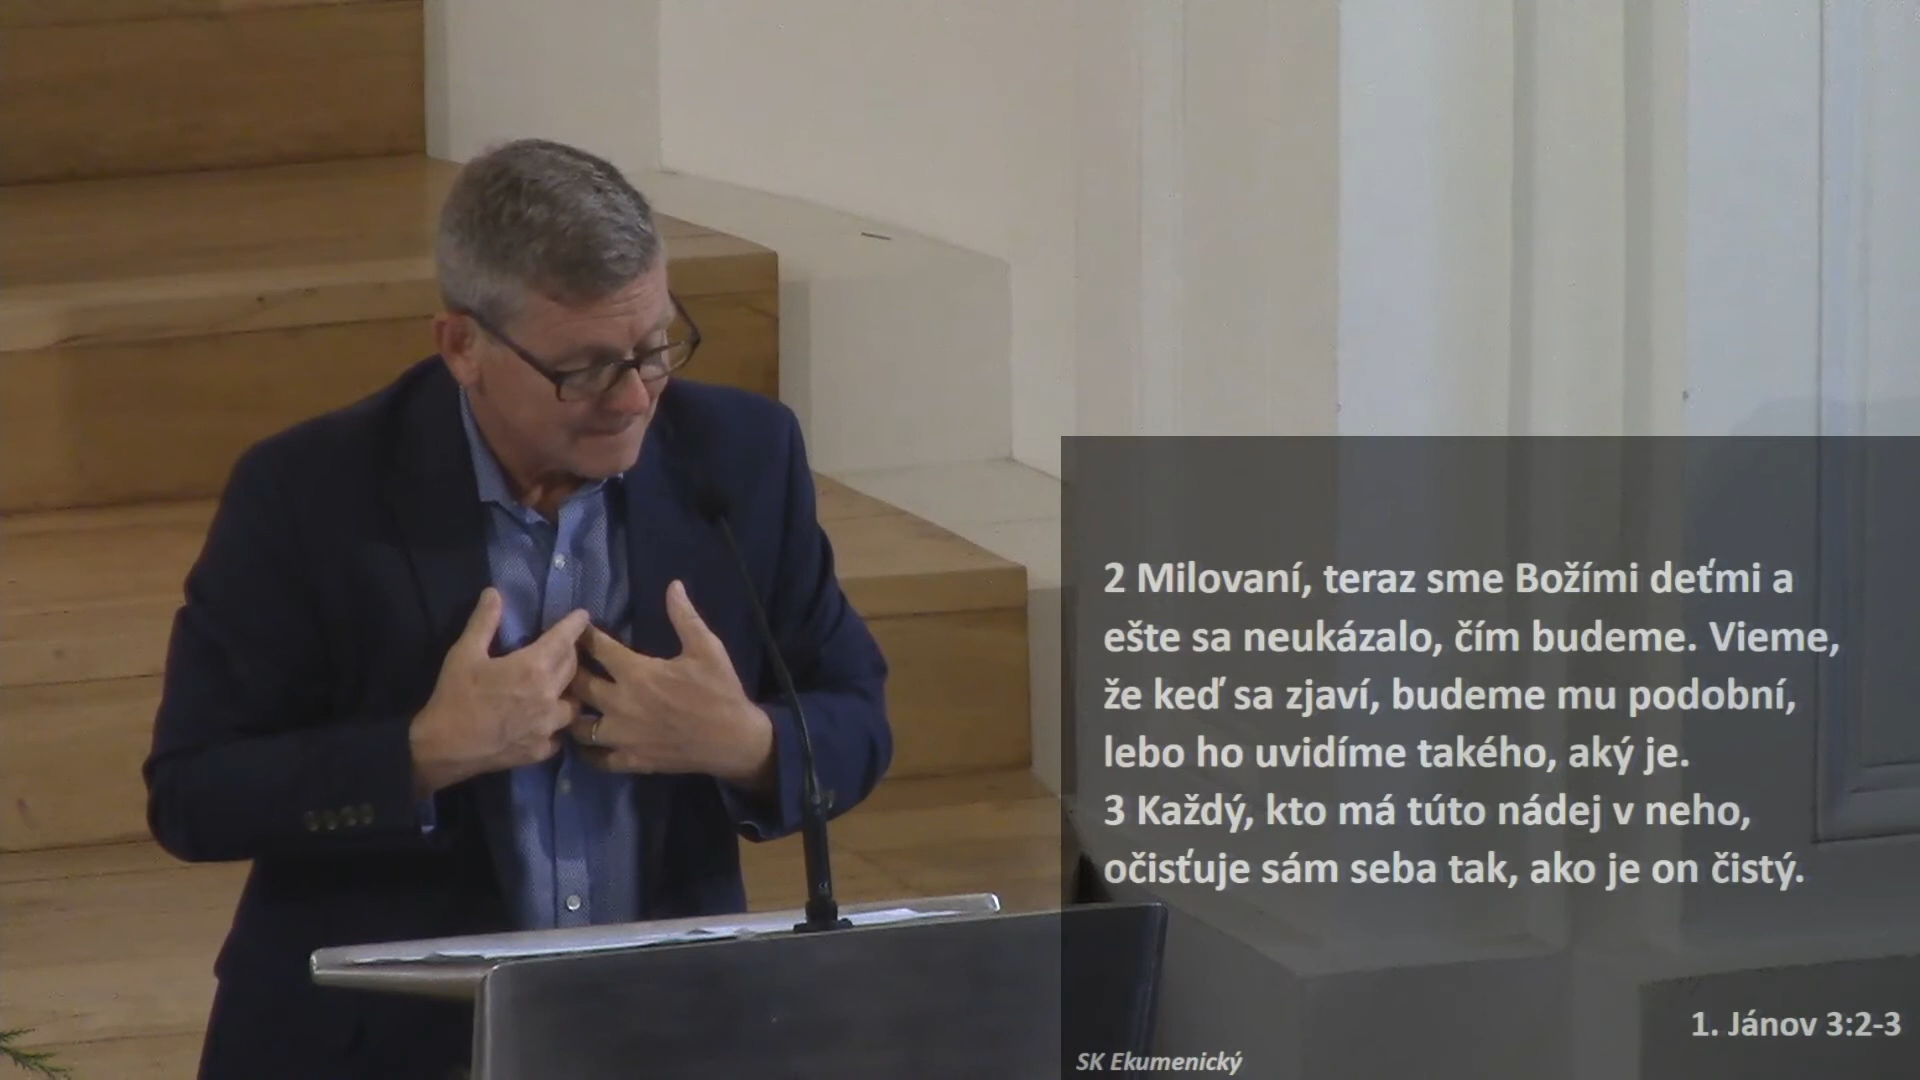 2 Milovaní, teraz sme Božími deťmi a
ešte sa neukázalo, čím budeme. Vieme,
že keď sa zjaví, budeme mu podobní,
lebo ho uvidíme takého, aký je.
3 Každý, kto má túto nádej v neho,
očisťuje sám seba tak, ako je on čistý.
1. Jánov 3:2-3
SK Ekumenický